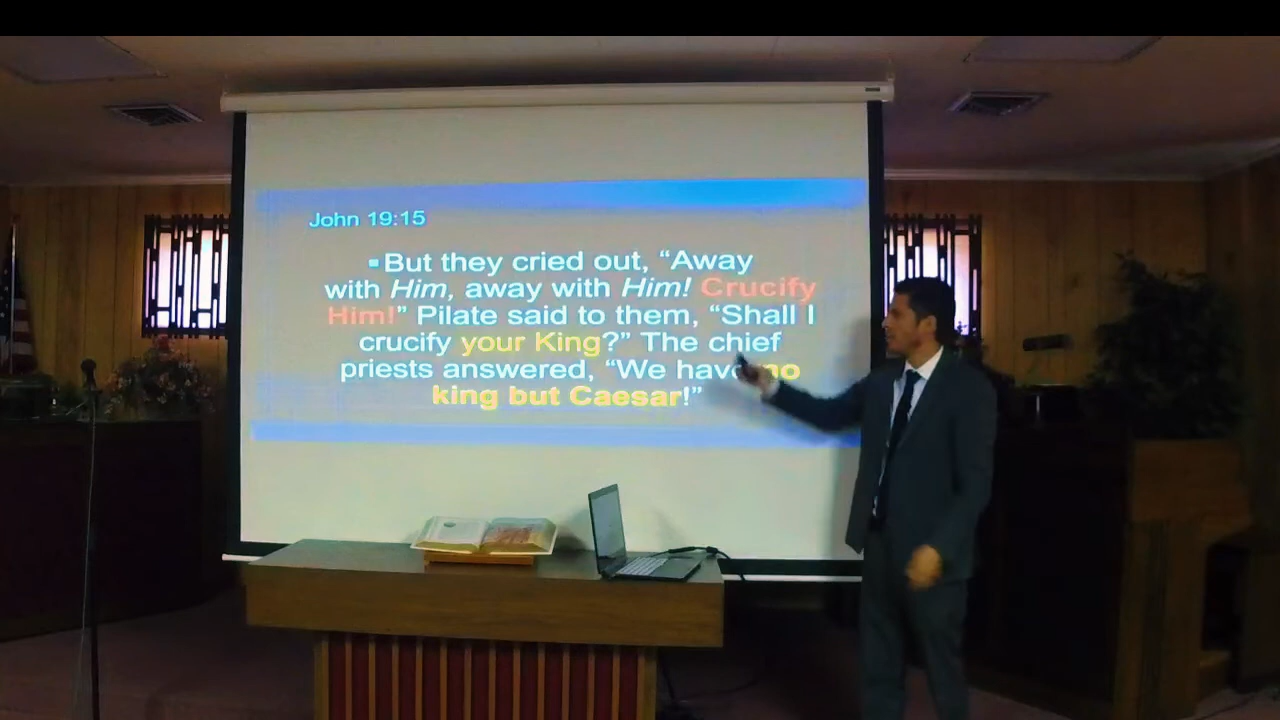 John 19:15
▪But they cried out, “Away
with Him, away with Him! Crucify
Him!” Pilate said to them, “Shall I
crucify your King?” The chief
priests answered, “We have no
king but Caesar!”